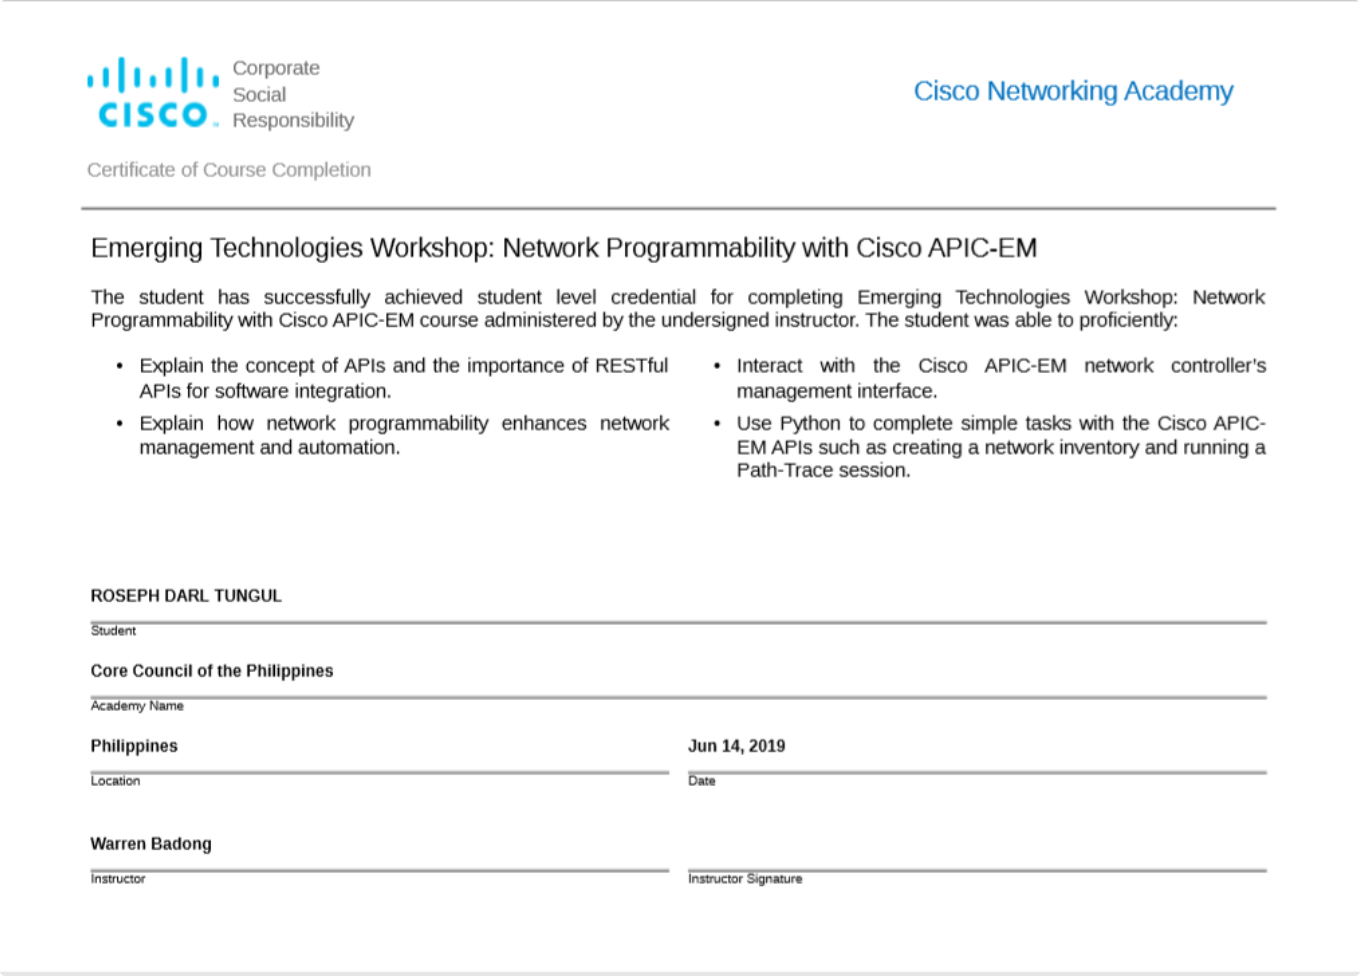 Corporate
Social
CISCO™ Responsibility
Cisco Networking Academy
Certificate of Course Completion
Emerging Technologies Workshop: Network Programmability with Cisco APIC-EM
The student has successfully achieved student level credential for completing Emerging Technologies Workshop: Network
Programmability with Cisco APIC-EM course administered by the undersigned instructor. The student was able to proficiently:
• Explain the concept of APIs and the importance of RESTful
APIs for software integration.
• Explain how network programmability enhances network
management and automation.
• Interact with the Cisco APIC-EM network controller's
management interface.
• Use Python to complete simple tasks with the Cisco APIC-
EM APIs such as creating a network inventory and running a
Path-Trace session.
ROSEPH DARL TUNGUL
Student
Core Council of the Philippines
Academy Name
Philippines
Location
Jun 14, 2019
Date
Warren Badong
Instructor
Instructor Signature